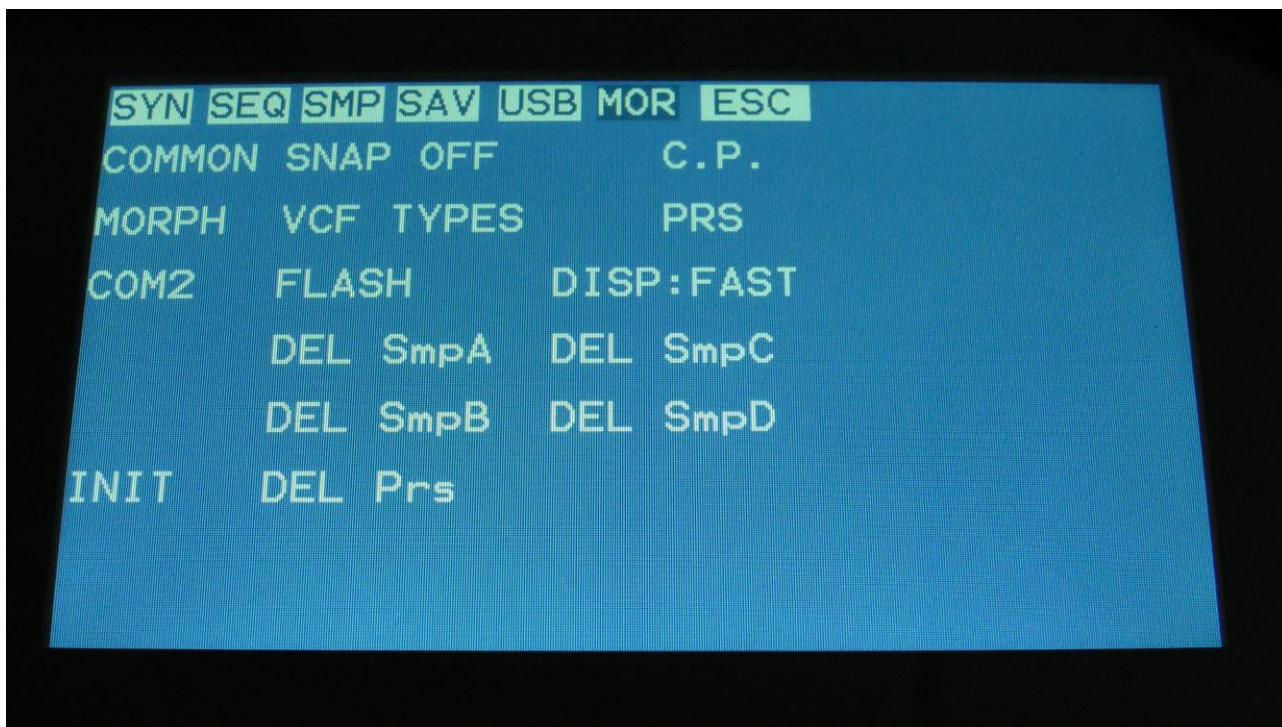 SYN SEQ SMP SAV USB MOR ESC
COMMON SNAP OFF C.P.
MORPH VCF TYPES PRS
COM2 FLASH DISP:FAST
DEL SmpA DEL SmpC
DEL SmpB DEL SmpD
INIT DEL Prs